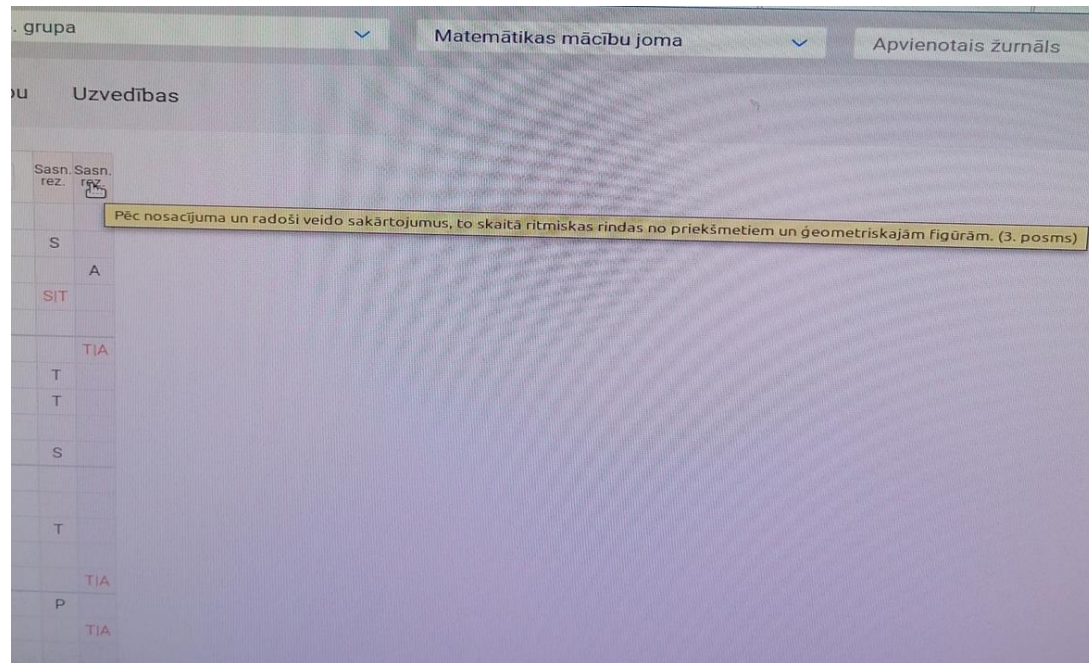 . grupa
Matemātikas mācību joma
Apvienotais žurnāls
Uzvedības
Sasn. Sasn.
rez. rez.
Pēc nosacījuma un radoši veido sakārtojumus, to skaitā ritmiskas rindas no priekšmetiem un ģeometriskajām figūrām. (3. posms)
S
A
S|T
T|A
T
T
S
T
T|A
P
T|A